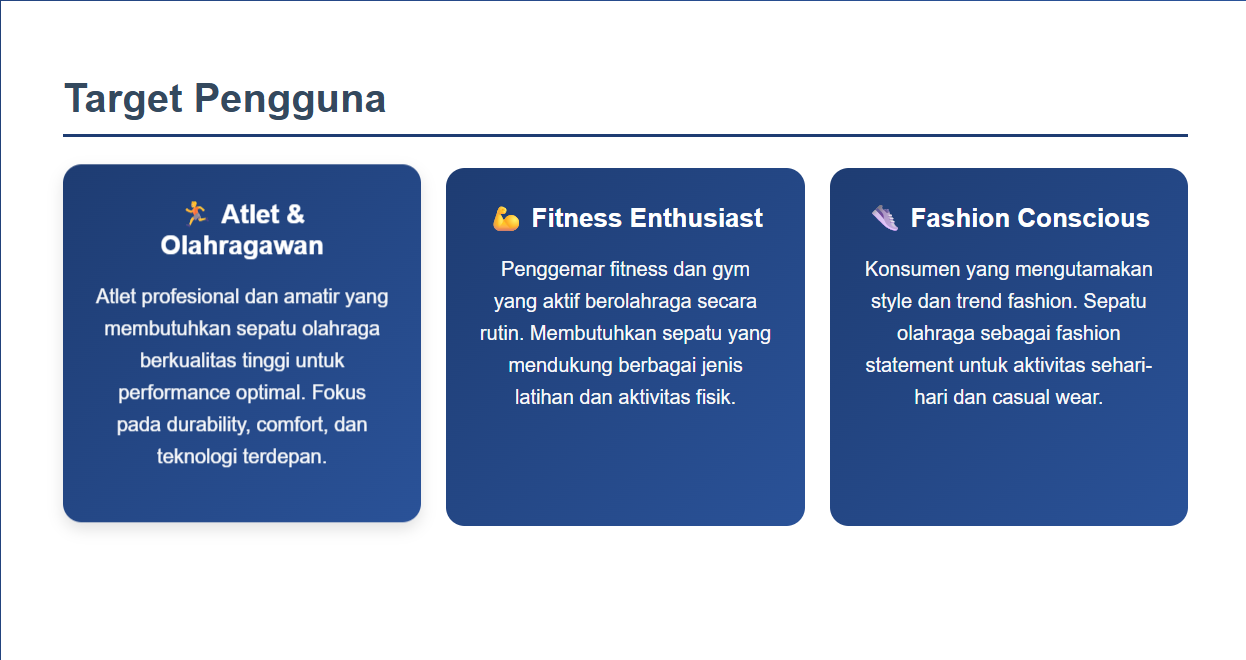 Target Pengguna
🏃 Atlet &
Olahragawan
Atlet profesional dan amatir yang
membutuhkan sepatu olahraga
berkualitas tinggi untuk
performance optimal. Fokus
pada durability, comfort, dan
teknologi terdepan.
💪 Fitness Enthusiast
Penggemar fitness dan gym
yang aktif berolahraga secara
rutin. Membutuhkan sepatu yang
mendukung berbagai jenis
latihan dan aktivitas fisik.
👟 Fashion Conscious
Konsumen yang mengutamakan
style dan trend fashion. Sepatu
olahraga sebagai fashion
statement untuk aktivitas sehari-
hari dan casual wear.